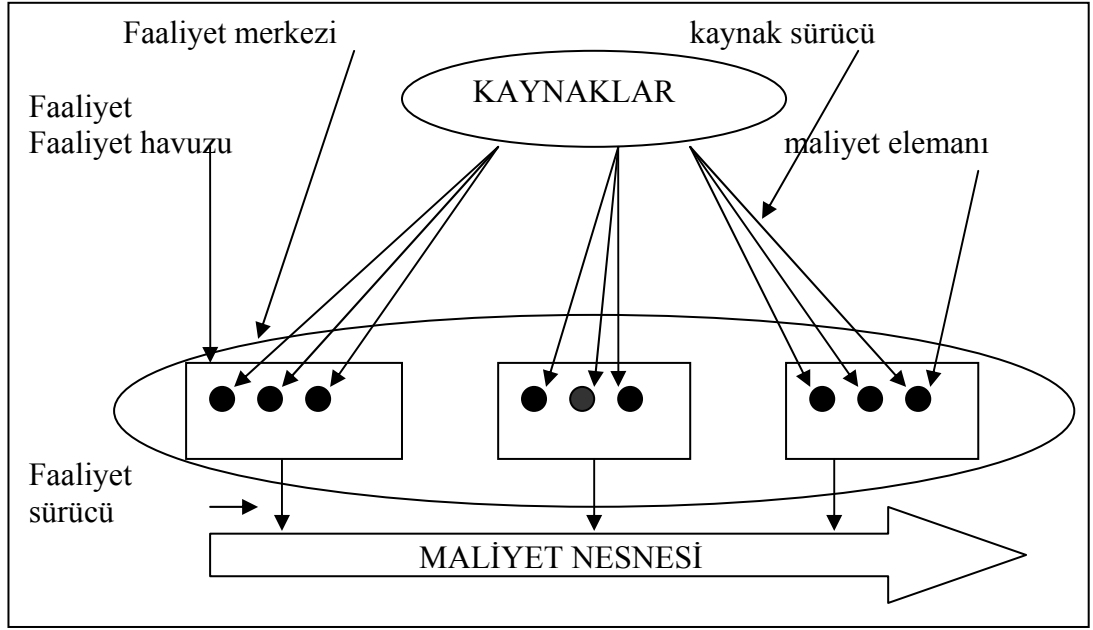 Faaliyet merkezi
kaynak sürücü
KAYNAKLAR
Faaliyet
Faaliyet havuzu
maliyet elemanı
Faaliyet
sürücü
MALİYET NESNESİ